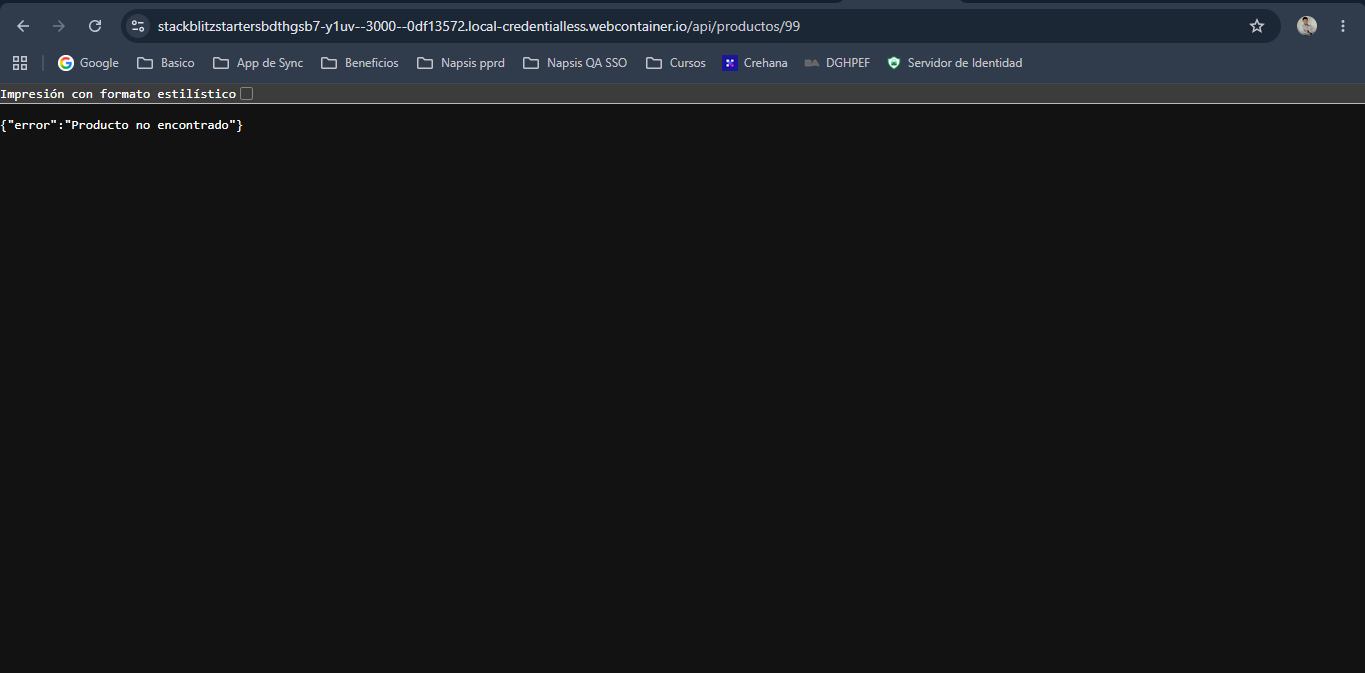 stackblitzstartersbdthgsb7-y1uv--3000--0df13572.local-credentialless.webcontainer.io/api/productos/99
Google Basico App de Sync Beneficios Napsis pprd Napsis QA SSO Cursos Crehana DA DGHPEF Servidor de Identidad
Impresión con formato estilístico
{"error":"Producto no encontrado"}